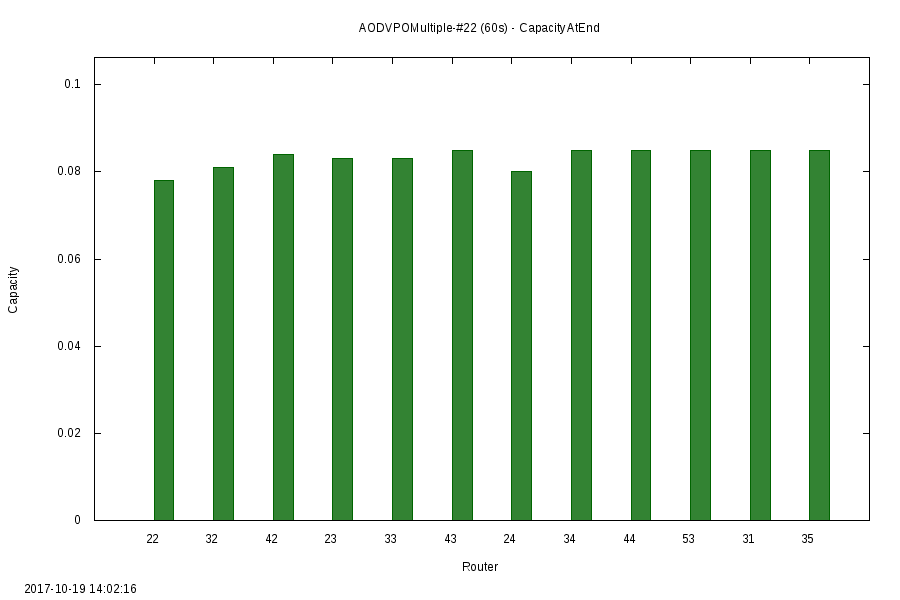 AODVPOMultiple-#22 (60s) - CapacityAtEnd
0.1
0.08
0.06
0.04
0.02
0
Capacity
22 32 42 23 33 43 24 34 44 53 31 35
Router
2017-10-19 14:02:16